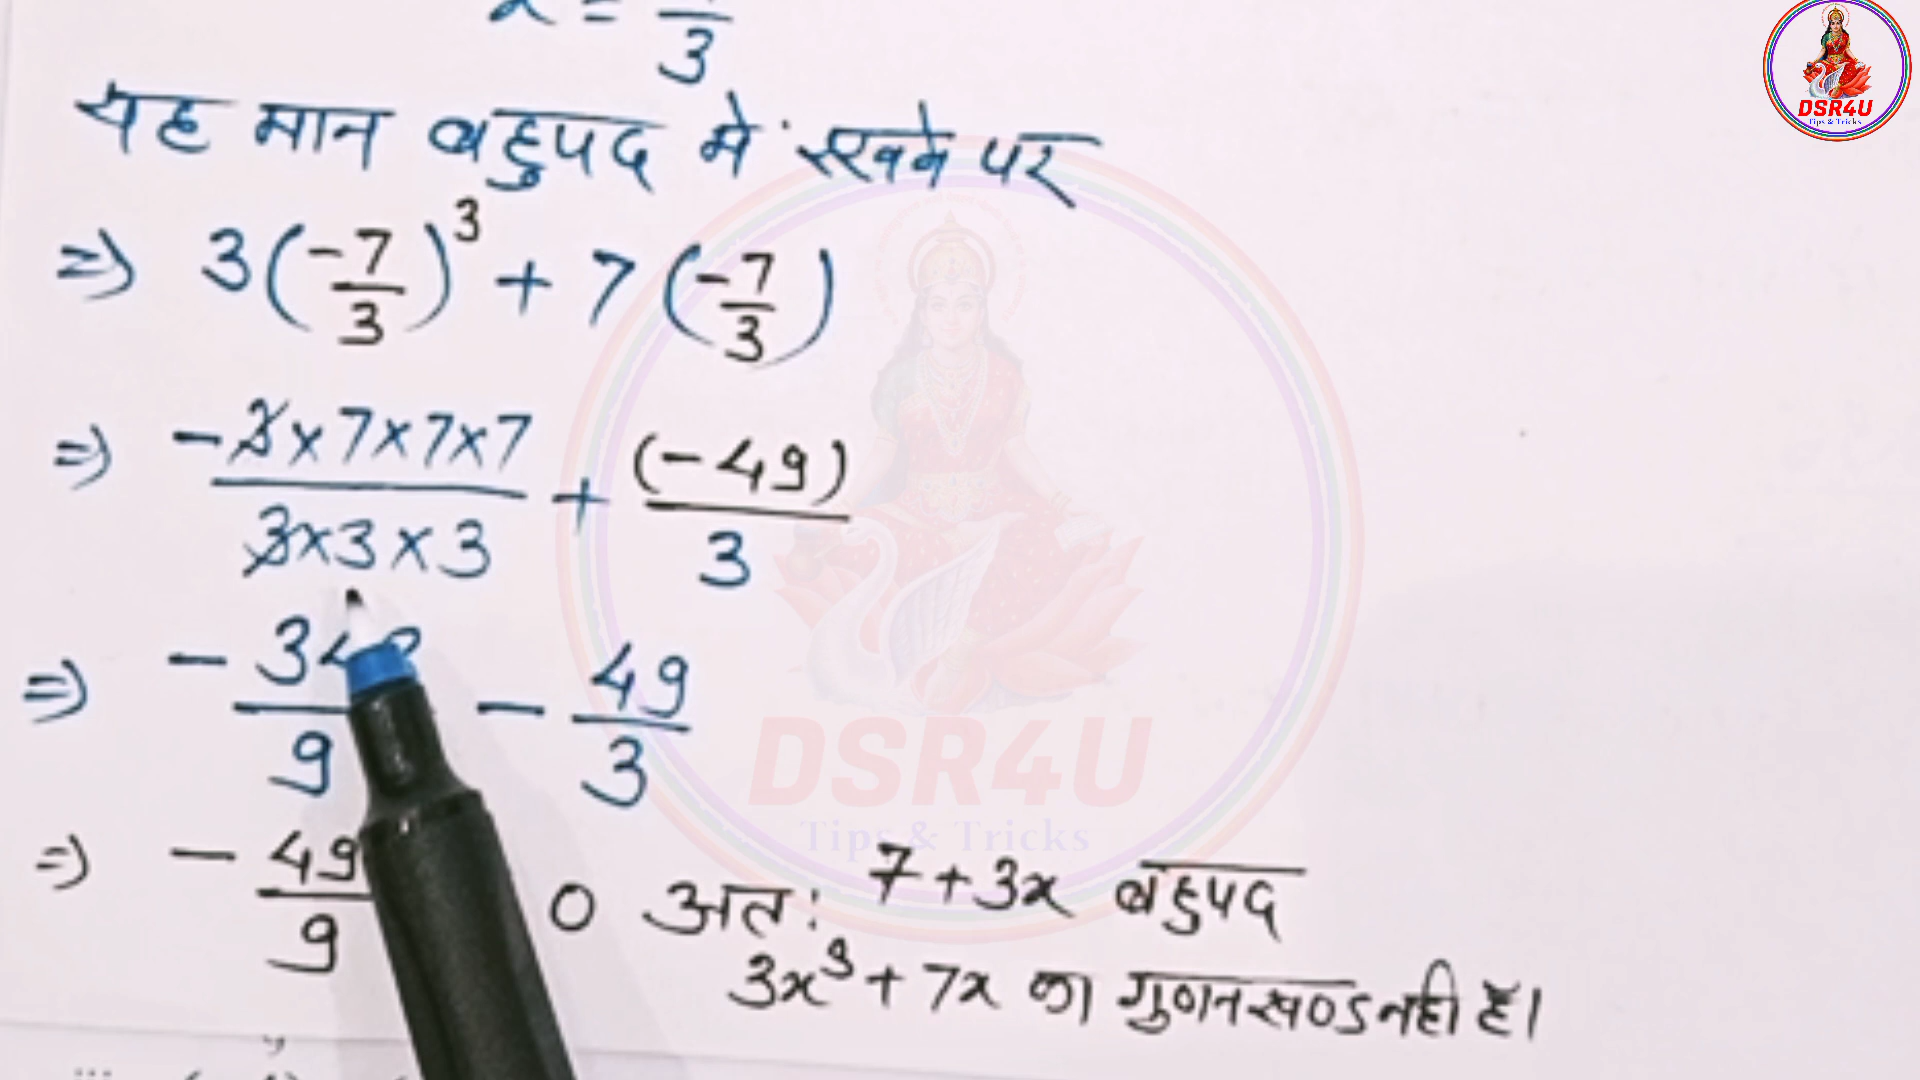 x = 3
यह मान बहुपद में रखने पर
⇒ 3(-7/3)³ + 7(-7/3)
⇒ -3×7×7×7/3×3×3 + (-49)/3
⇒ -343/9 - 49/3
⇒ -49 /9 0 अत: 7+3x बहुपद
3x³+7x का गुणनखण्ड नही है।
DSR4U
Tips & Tricks
DSR4U
Tips & Tricks